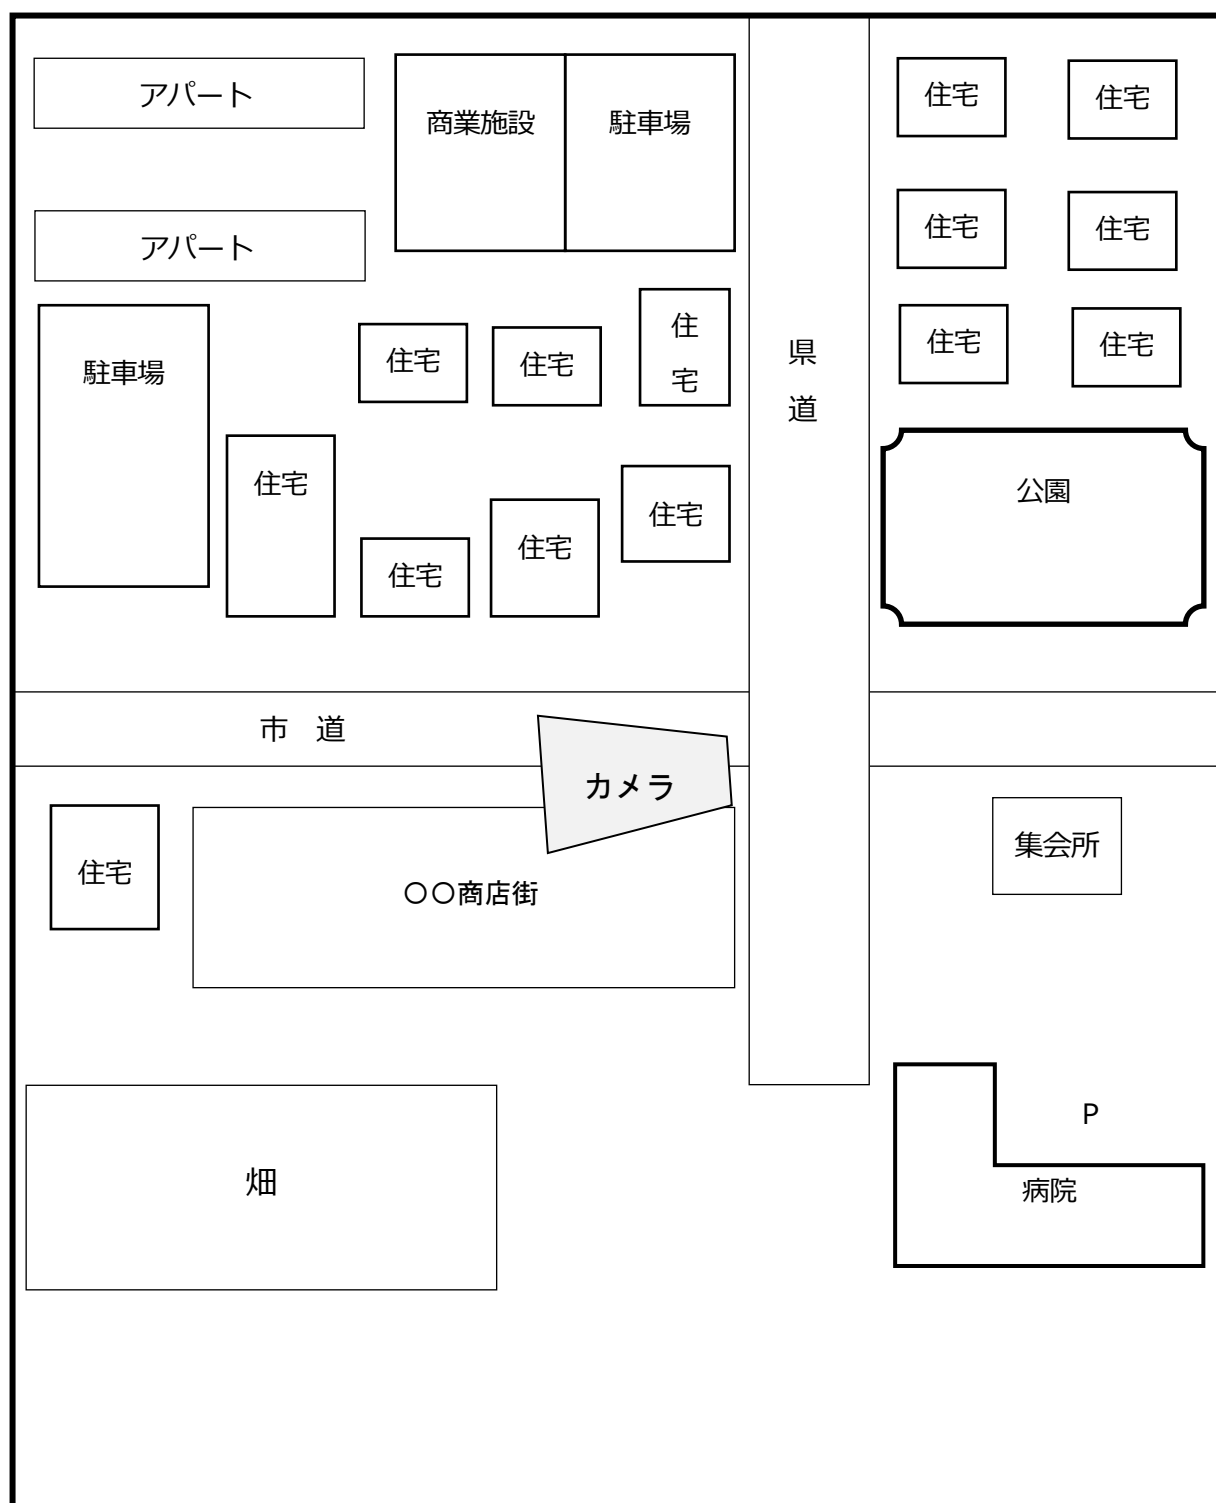 アパート
商業施設
駐車場
住宅
住宅
アパート
住宅
住宅
駐車場
住宅
住宅
住
宅
県
道
住宅
住宅
住宅
住宅
住宅
住宅
住宅
公園
市　道
カメラ
住宅
〇〇商店街
集会所
畑
P
病院